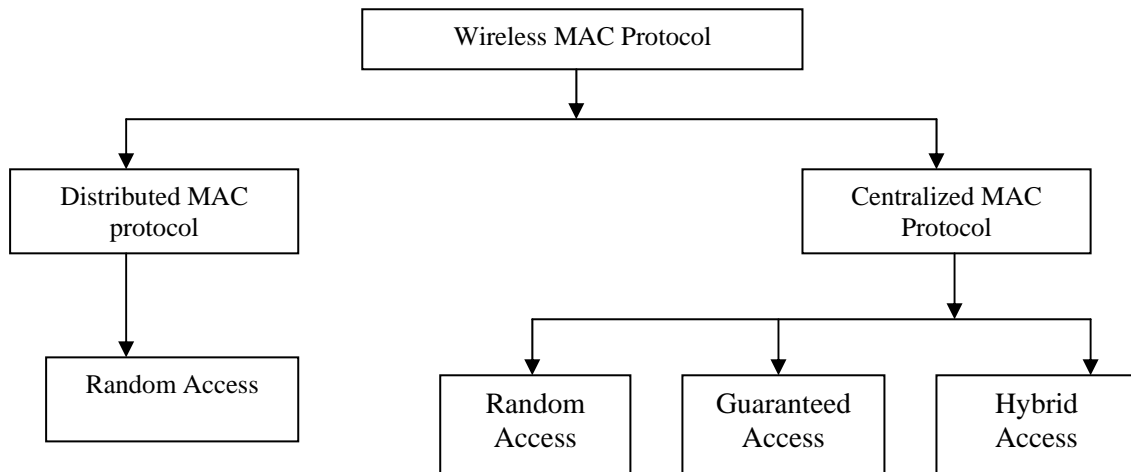 Wireless MAC Protocol
Distributed MAC
protocol
Centralized MAC
Protocol
Random Access
Random
Access
Guaranteed
Access
Hybrid
Access